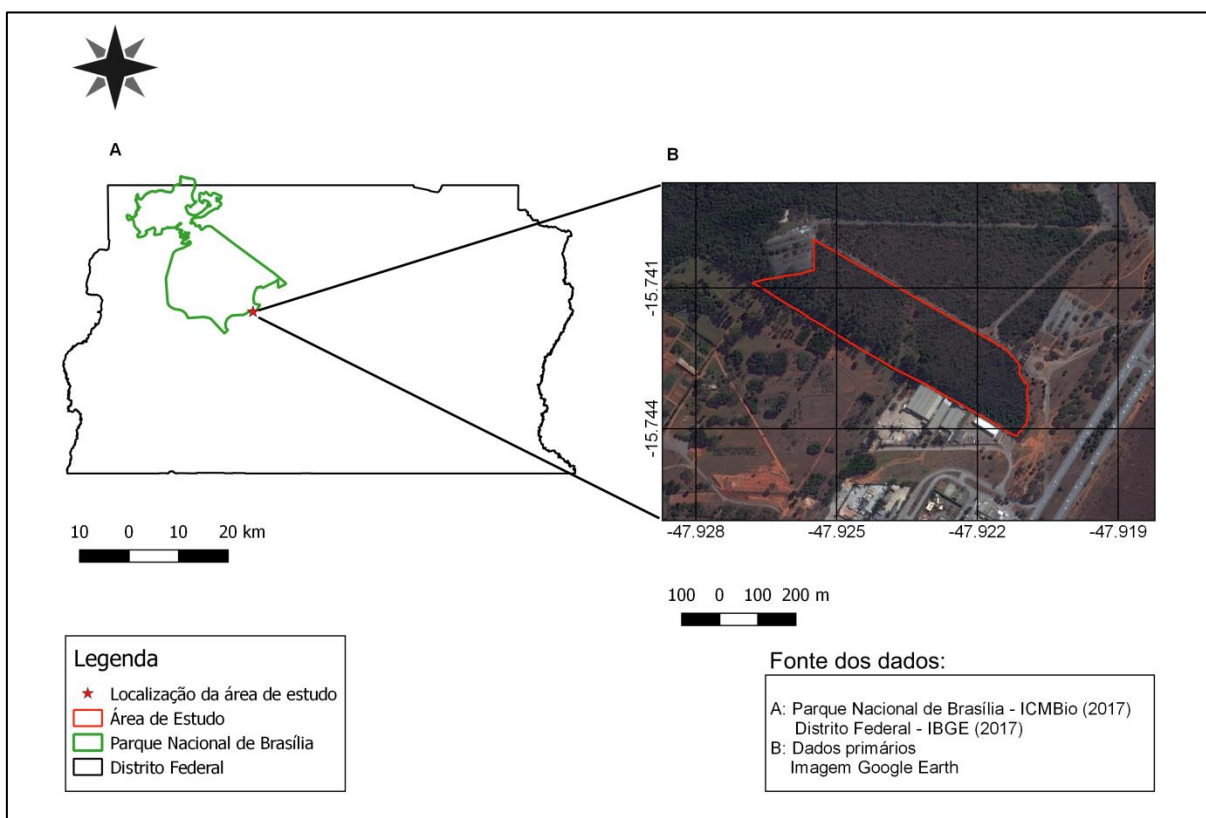 A
B
-15.741
-15.744
-47.928
-47.925
-47.922
-47.919
10 0 10 20 km
100 0 100 200 m
Legenda
Localização da área de estudo
Área de Estudo
Parque Nacional de Brasília
Distrito Federal
Fonte dos dados:
A: Parque Nacional de Brasília - ICMBio (2017)
Distrito Federal - IBGE (2017)
B: Dados primários
Imagem Google Earth